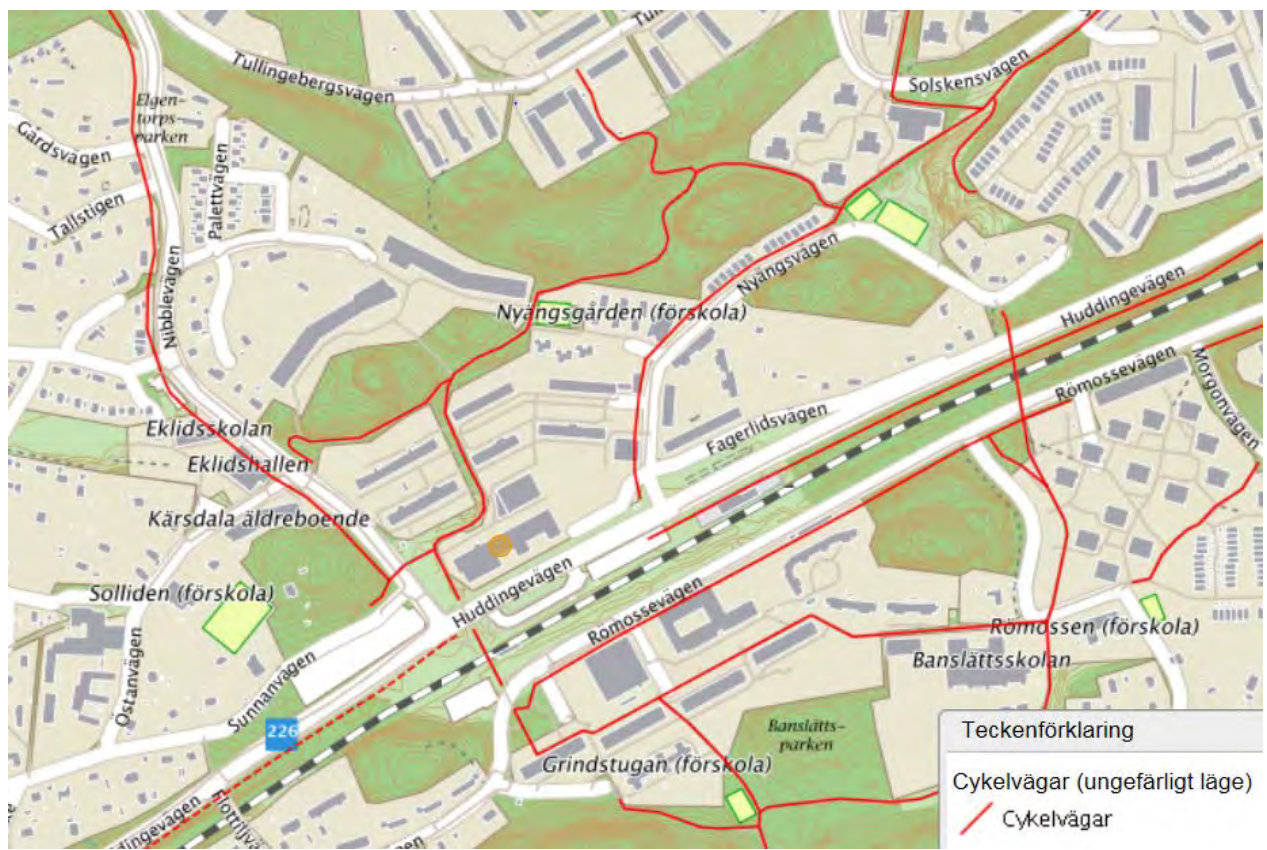 Tullingebergsvägen
Solskensvägen
Elgen-
torps-
parken
Gårdsvägen
Palettvägen
Tallstigen
Nibblevägen
Nyängsvägen
Huddingevägen
Nyängsgården (förskola)
Römossevägen
Morgonvägen
Fagerlidsvägen
Eklidsskolan
Eklidshallen
Kärsdala äldreboende
Solliden (förskola)
Huddingevägen
Römossevägen
Römossen (förskola)
Banslättsskolan
Östanvägen
Sunnanvägen
226
Banslätts-
parken
Grindstugan (förskola)
Teckenförklaring
Cykelvägar (ungefärligt läge)
Cykelvägar